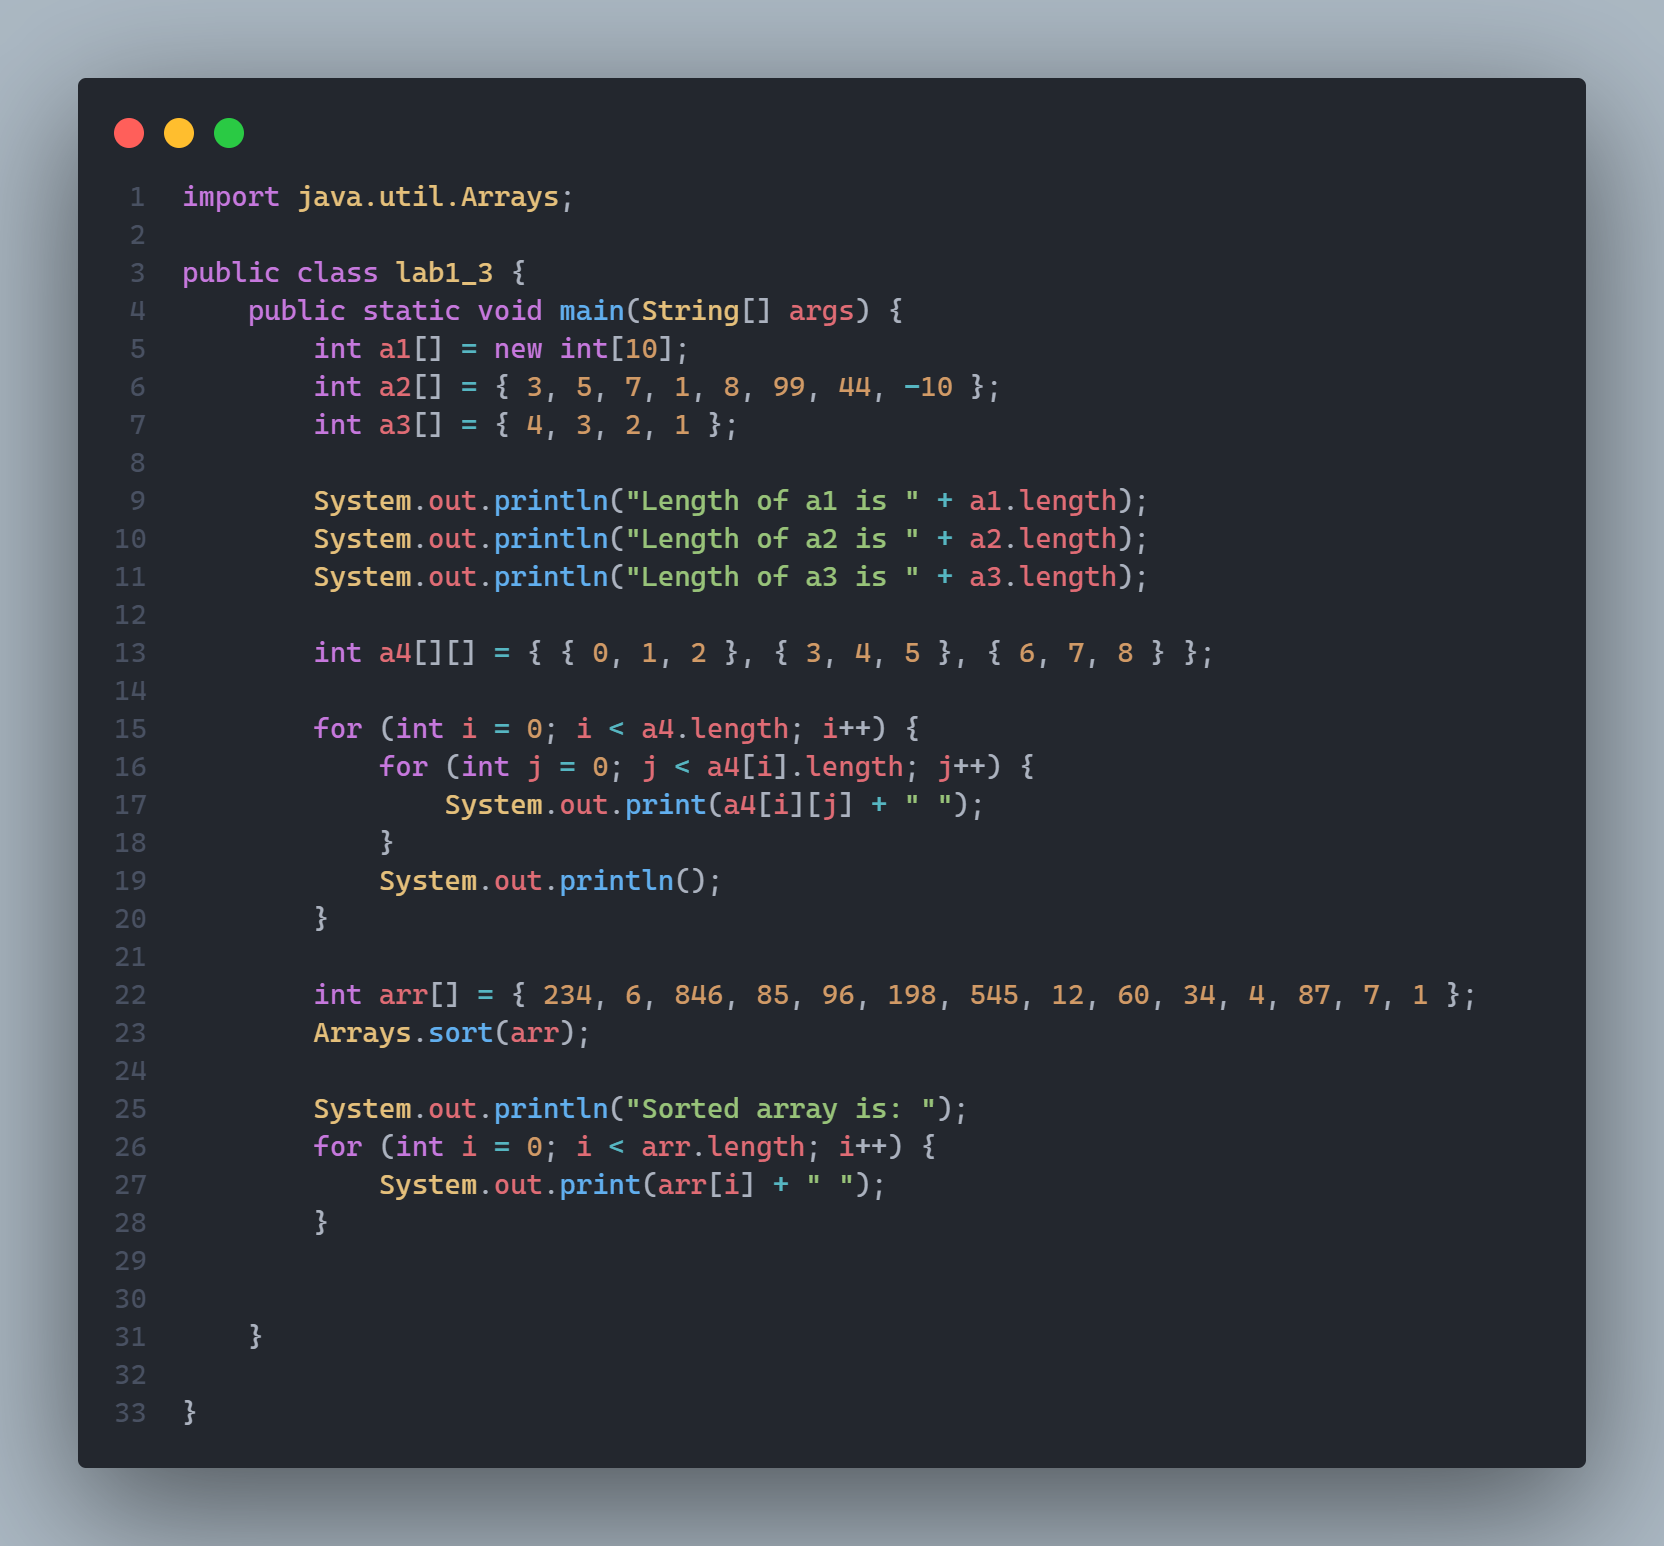 1 import java.util.Arrays;
2
3 public class lab1_3 {
4     public static void main(String[] args) {
5         int a1[] = new int[10];
6         int a2[] = { 3, 5, 7, 1, 8, 99, 44, -10 };
7         int a3[] = { 4, 3, 2, 1 };
8
9         System.out.println("Length of a1 is " + a1.length);
10         System.out.println("Length of a2 is " + a2.length);
11         System.out.println("Length of a3 is " + a3.length);
12
13         int a4[][] = { { 0, 1, 2 }, { 3, 4, 5 }, { 6, 7, 8 } };
14
15         for (int i = 0; i < a4.length; i++) {
16             for (int j = 0; j < a4[i].length; j++) {
17                 System.out.print(a4[i][j] + " ");
18             }
19             System.out.println();
20         }
21
22         int arr[] = { 234, 6, 846, 85, 96, 198, 545, 12, 60, 34, 4, 87, 7, 1 };
23         Arrays.sort(arr);
24
25         System.out.println("Sorted array is: ");
26         for (int i = 0; i < arr.length; i++) {
27             System.out.print(arr[i] + " ");
28         }
29
30
31     }
32
33 }